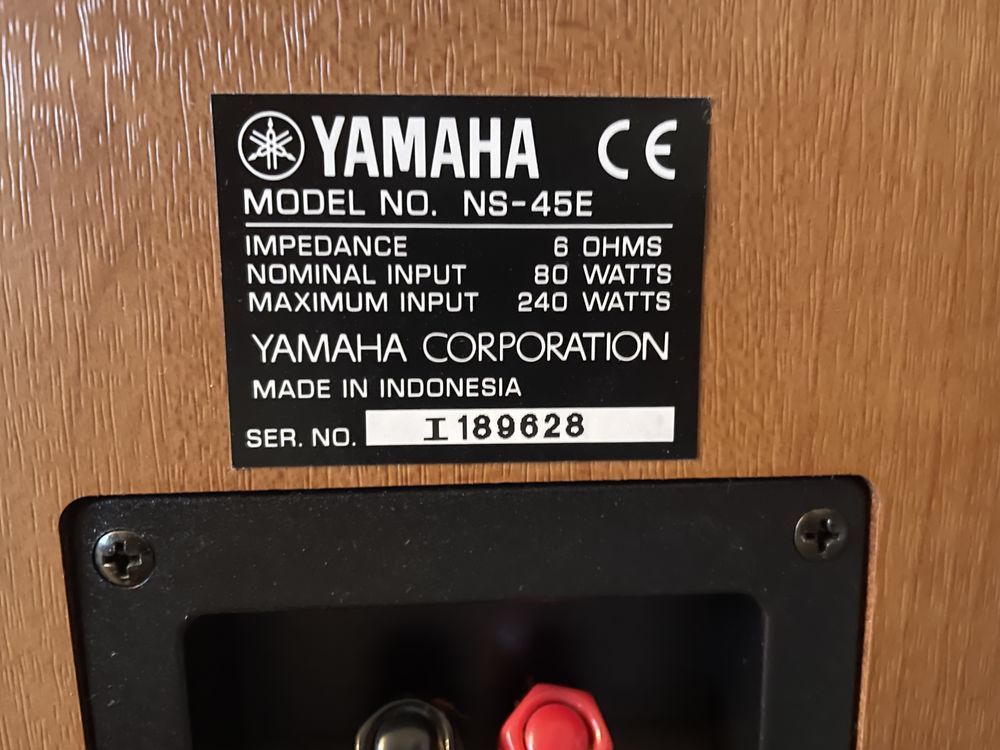 YAMAHA CE
MODEL NO. NS-45E
IMPEDANCE 6 OHMS
NOMINAL INPUT 80 WATTS
MAXIMUM INPUT 240 WATTS
YAMAHA CORPORATION
MADE IN INDONESIA
SER. NO. I 189628